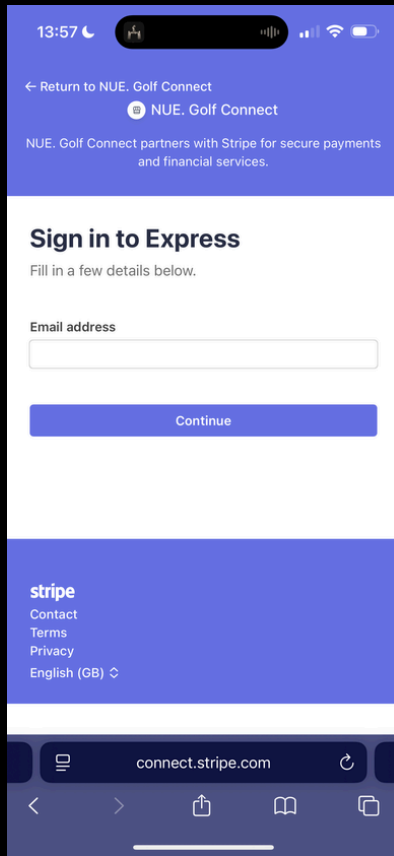 13:57
← Return to NUE. Golf Connect
NUE. Golf Connect
NUE. Golf Connect partners with Stripe for secure payments
and financial services.
Sign in to Express
Fill in a few details below.
Email address
Continue
stripe
Contact
Terms
Privacy
English (GB)
connect.stripe.com